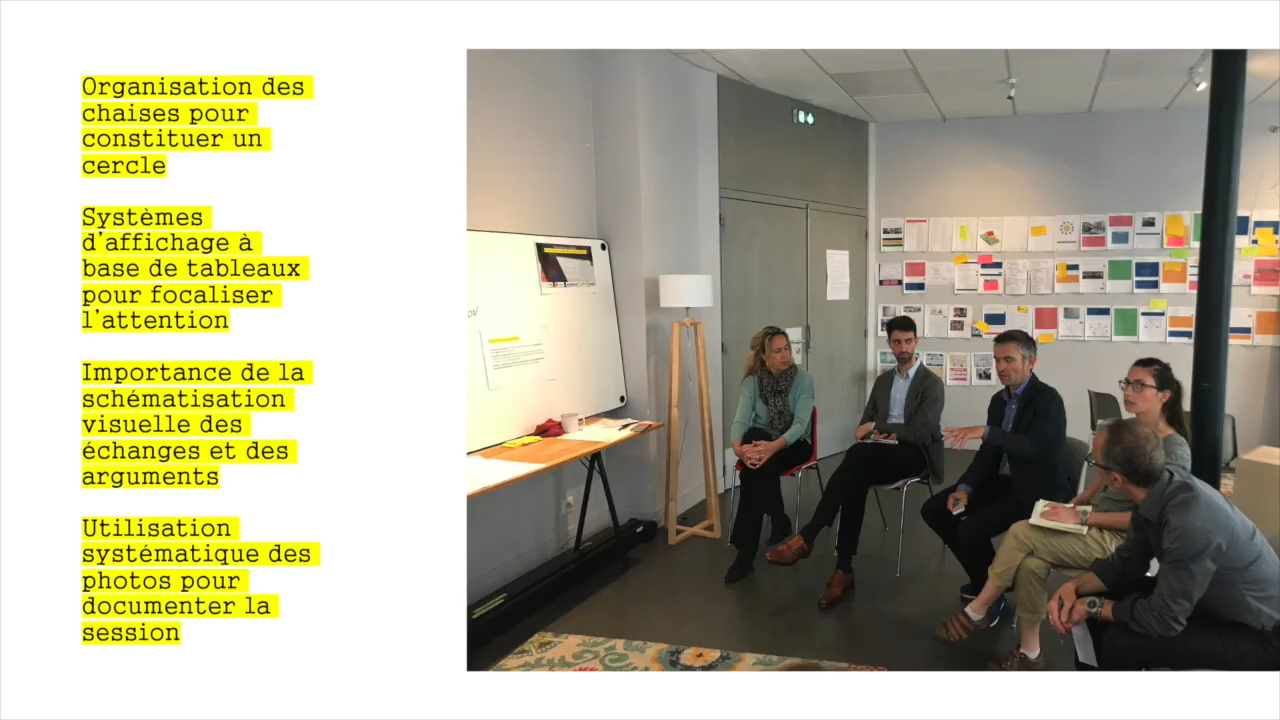 Organisation des
chaises pour
constituer un
cercle
Systèmes
d'affichage à
base de tableaux
pour focaliser
l'attention
Importance de la
schématisation
visuelle des
échanges et des
arguments
Utilisation
systématique des
photos pour
documenter la
session